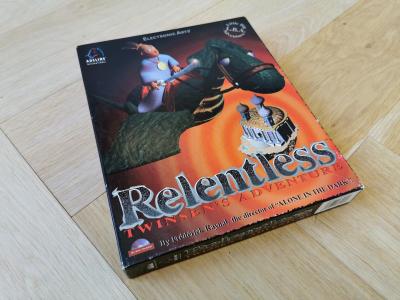 ELECTRONIC ARTS
ADELINE
Relentless
TWINSEN'S ADVENTURE
By Frédérick Raynal, the director of "ALONE IN THE DARK"